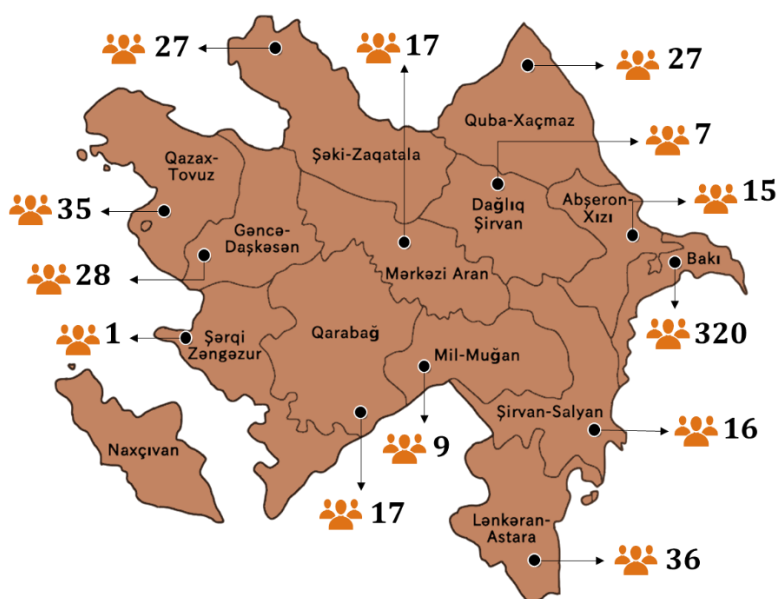 27
17
27
Quba-Xaçmaz
7
Qazax-
Tovuz
Şəki-Zaqatala
15
Abşeron-
Xızı
35
Gəncə-
Daşkəsən
Dağlıq
Şirvan
Bakı
28
Mərkəzi Aran
1
Şərqi
Zəngəzur
Qarabağ
Mil-Muğan
320
Naxçıvan
Şirvan-Salyan
9
16
17
Lənkəran-
Astara
36